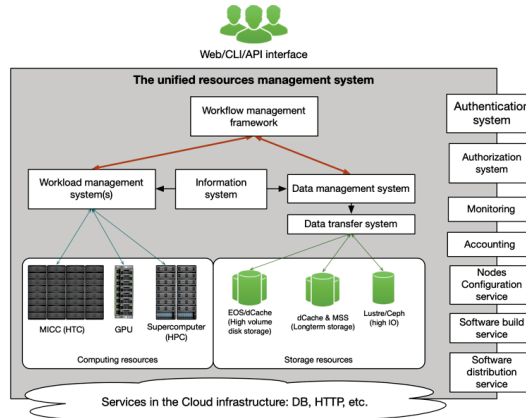 Web/CLI/API interface
The unified resources management system
Workflow management
framework
Authentication
system
Authorization
system
Workload management
system(s)
Information
system
Data management system
Monitoring
Data transfer system
Accounting
Nodes
Configuration
service
EOS/dCache
(High volume
disk storage)
dCache & MSS
(Longterm storage)
Lustre/Ceph
(high IO)
MICC (HTC)
GPU
Supercomputer
(HPC)
Software build
service
Computing resources
Storage resources
Software
distribution
service
Services in the Cloud infrastructure: DB, HTTP, etc.